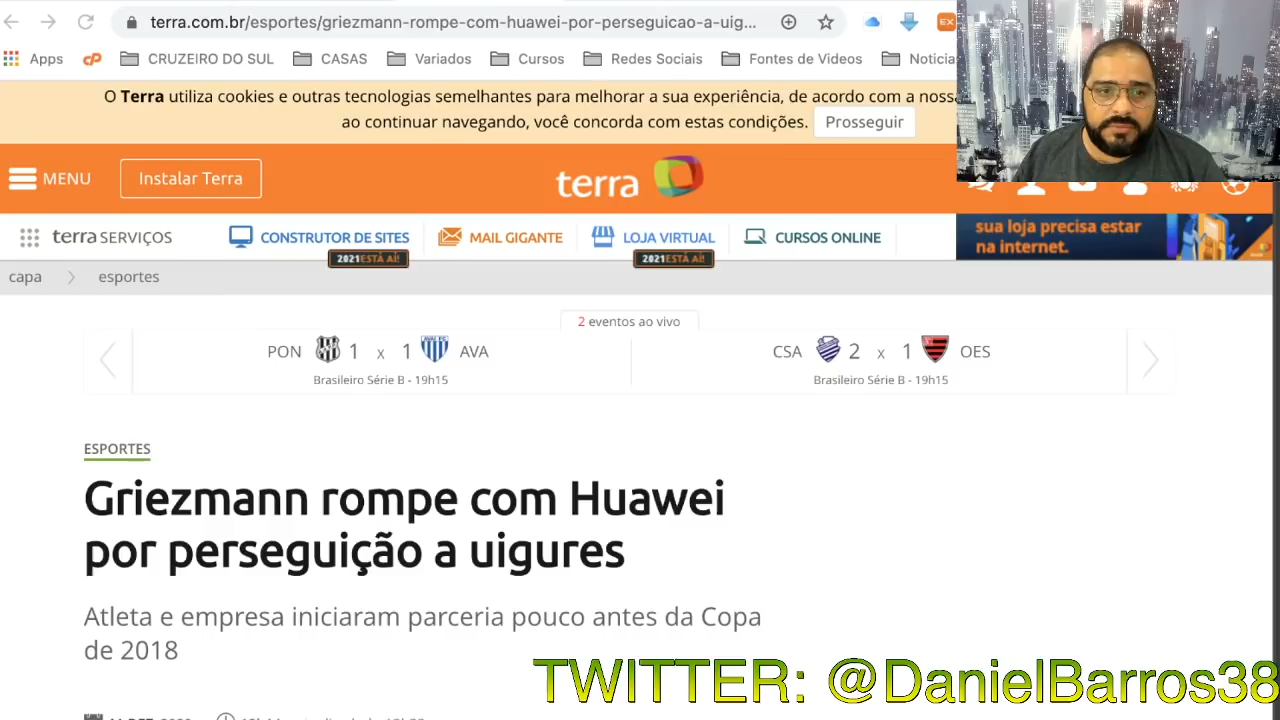 terra.com.br/esportes/griezmann-rompe-com-huawei-por-perseguicao-a-uig...
EX
Apps
cP
CRUZEIRO DO SUL
CASAS
Variados
Cursos
Redes Sociais
Fontes de Videos
Noticia
O Terra utiliza cookies e outras tecnologias semelhantes para melhorar a sua experiência, de acordo com a nossa
ao continuar navegando, você concorda com estas condições.
Prosseguir
MENU
Instalar Terra
terra
terra SERVIÇOS
CONSTRUTOR DE SITES
MAIL GIGANTE
LOJA VIRTUAL
CURSOS ONLINE
2021 ESTÁ AÍ!
2021 ESTÁ AÍ!
sua loja precisa estar
na internet.
capa
esportes
2 eventos ao vivo
PON 1 x 1 AVA
Brasileiro Série B - 19h15
CSA 2 x 1 OES
Brasileiro Série B - 19h15
ESPORTES
Griezmann rompe com Huawei
por perseguição a uigures
Atleta e empresa iniciaram parceria pouco antes da Copa
de 2018
TWITTER: @DanielBarros38